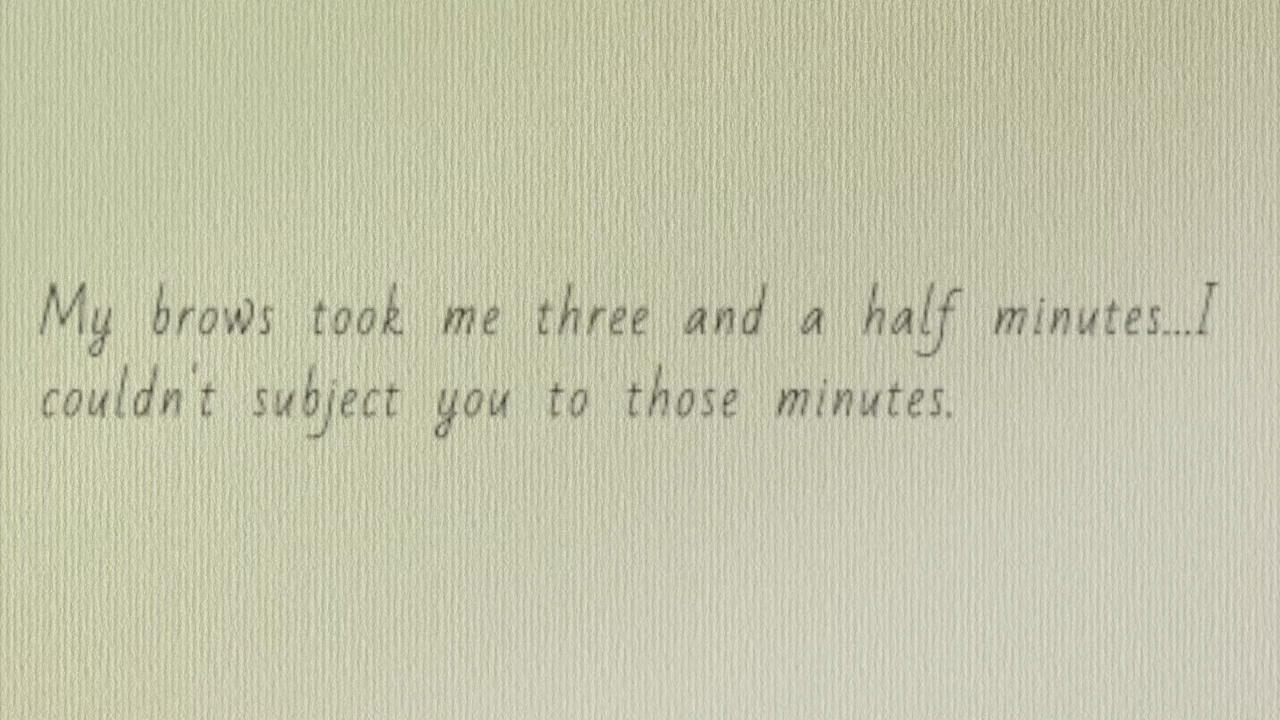 My brows took me three and a half minutes...I
couldn't subject you to those minutes.